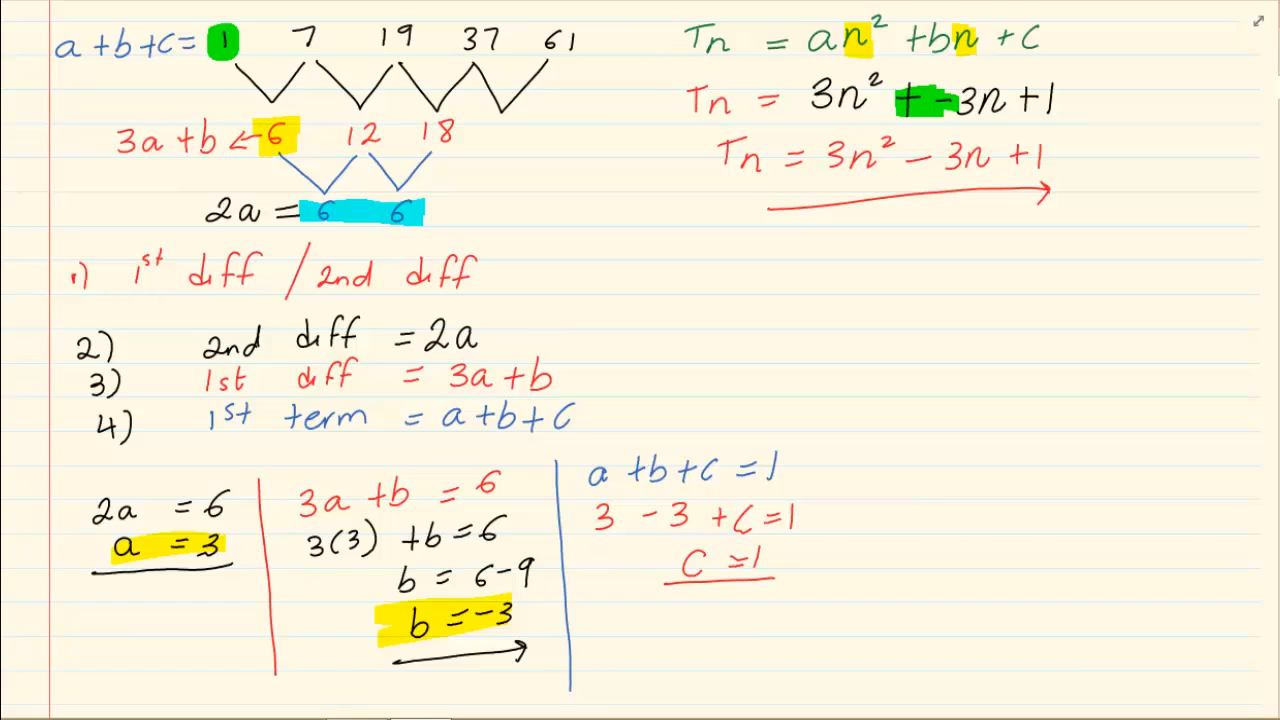 a + b + c = 1 7 19 37 61
3a + b ← 6 12 18
2a = 6 6
Tn = an² + bn + c
Tn = 3n² + -3n + 1
Tn = 3n² - 3n + 1
1) 1st diff / 2nd diff
2) 2nd diff = 2a
3) 1st diff = 3a + b
4) 1st term = a + b + c
2a = 6
a = 3
3a + b = 6
3(3) + b = 6
b = 6 - 9
b = -3
a + b + c = 1
3 - 3 + c = 1
c = 1